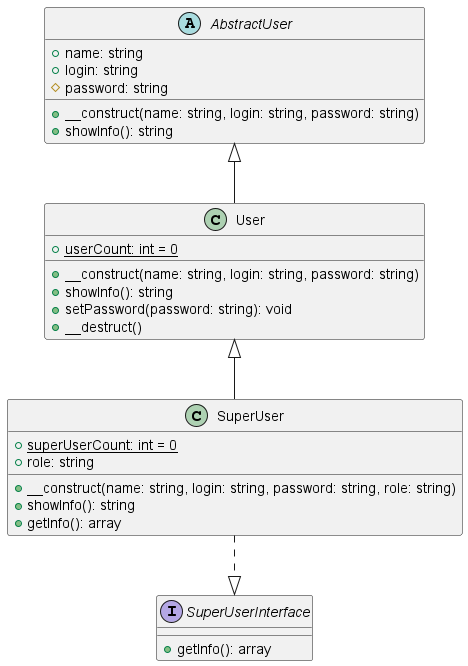 A AbstractUser
name: string
login: string
password: string
__construct(name: string, login: string, password: string)
showInfo(): string
C User
userCount: int = 0
__construct(name: string, login: string, password: string)
showInfo(): string
setPassword(password: string): void
__destruct()
C SuperUser
superUserCount: int = 0
role: string
__construct(name: string, login: string, password: string, role: string)
showInfo(): string
getInfo(): array
I SuperUserInterface
getInfo(): array